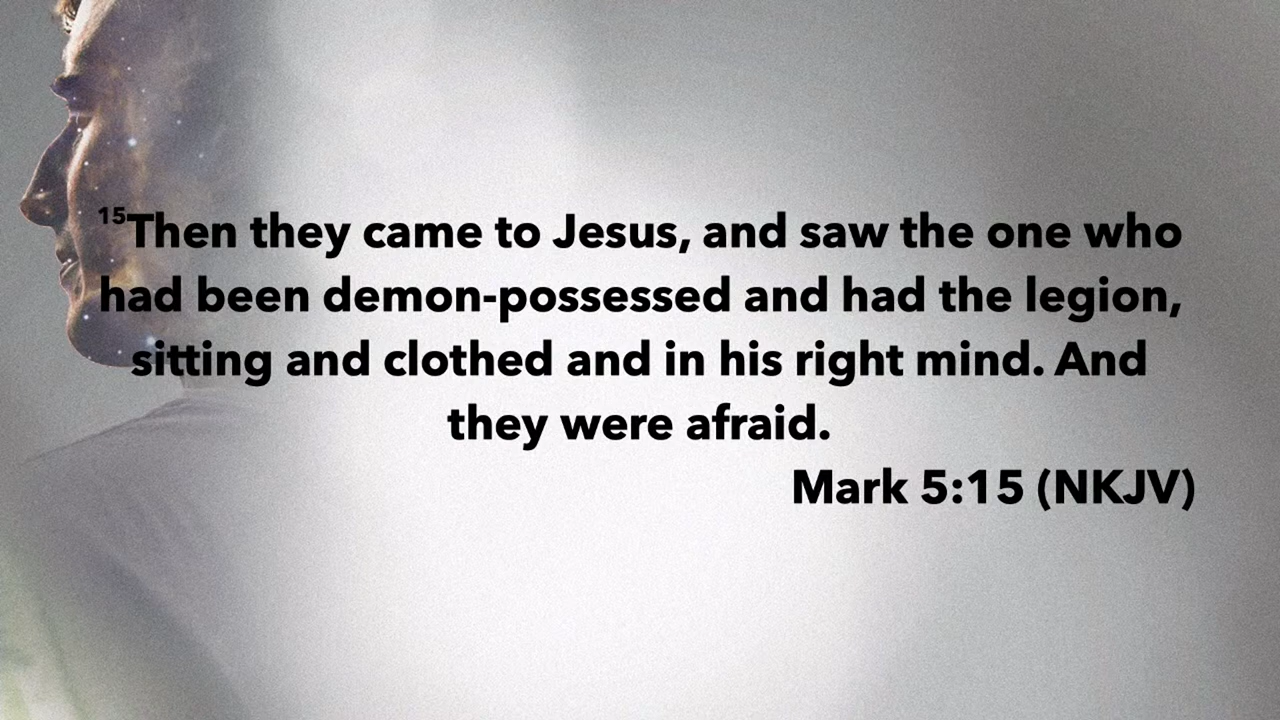 15Then they came to Jesus, and saw the one who
had been demon-possessed and had the legion,
sitting and clothed and in his right mind. And
they were afraid.
Mark 5:15 (NKJV)